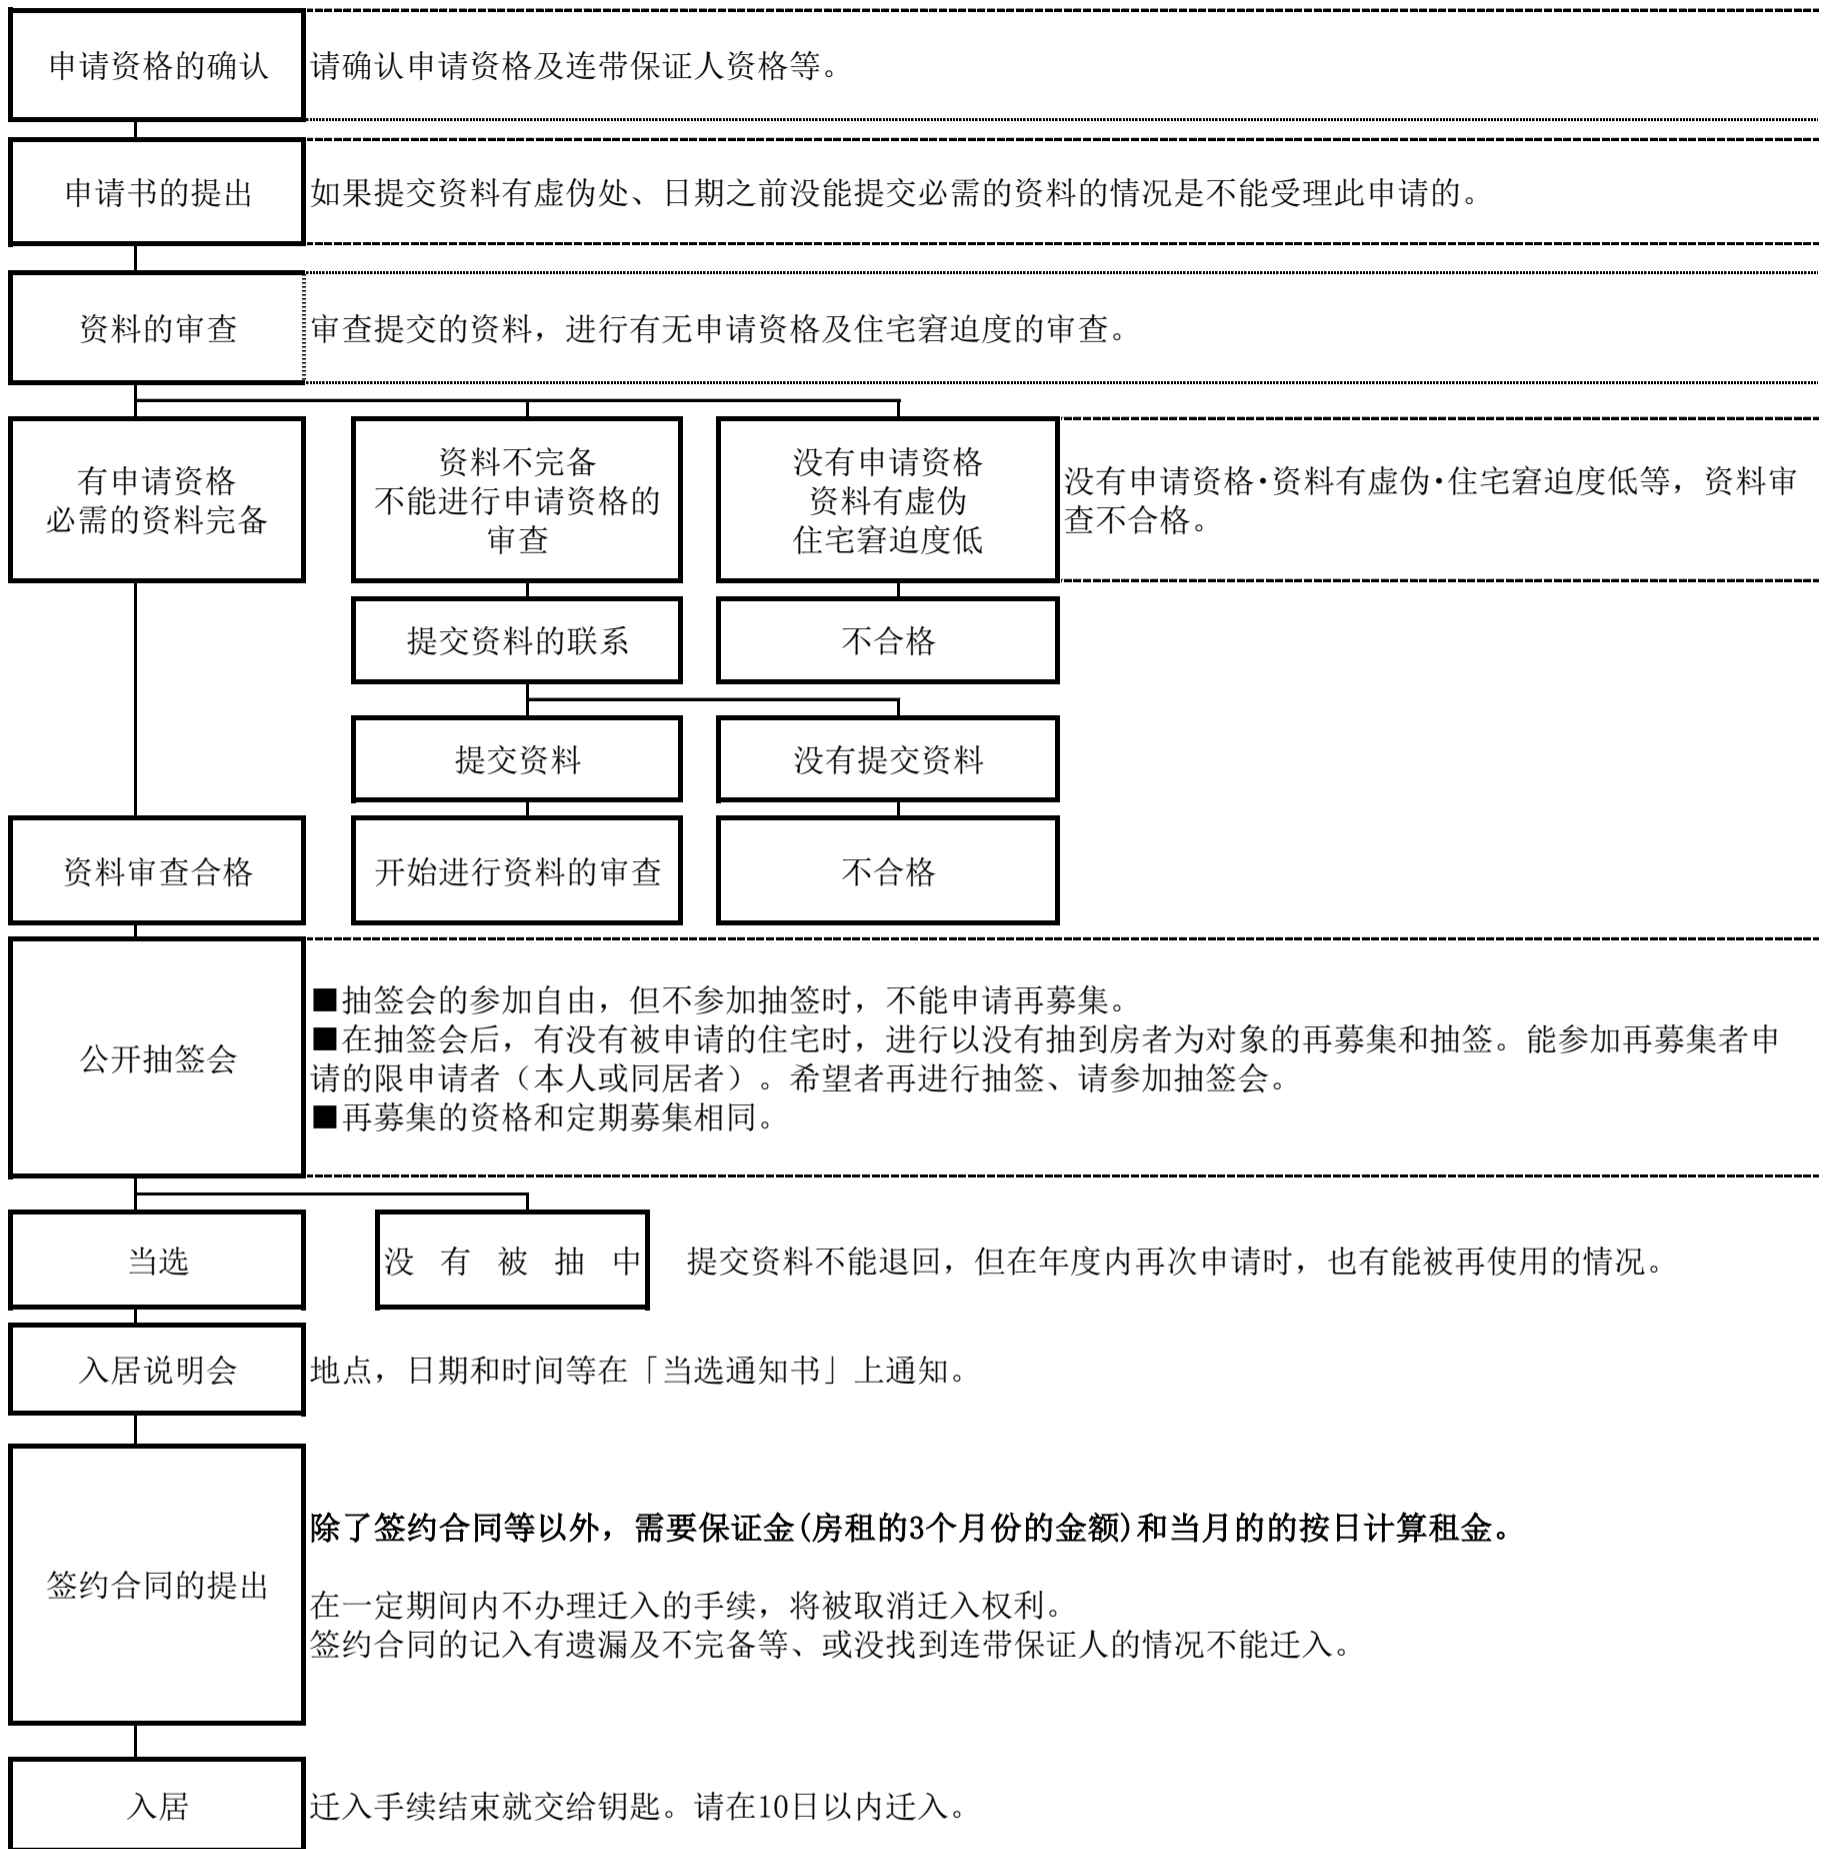 申请资格的确认
请确认申请资格及连带保证人资格等。
申请书的提出
如果提交资料有虚伪处、日期之前没能提交必需的资料的情况是不能受理此申请的。
资料的审查
审查提交的资料，进行有无申请资格及住宅窘迫度的审查。
有申请资格
必需的资料完备
资料不完备
不能进行申请资格的
审查
没有申请资格
资料有虚伪
住宅窘迫度低
没有申请资格・资料有虚伪・住宅窘迫度低等，资料审
查不合格。
提交资料的联系
不合格
提交资料
没有提交资料
资料审查合格
开始进行资料的审查
不合格
公开抽签会
■抽签会的参加自由，但不参加抽签时，不能申请再募集。
■在抽签会后，有没有被申请的住宅时，进行以没有抽到房者为对象的再募集和抽签。能参加再募集者申
请的限申请者（本人或同居者）。希望者再进行抽签、请参加抽签会。
■再募集的资格和定期募集相同。
当选
没 有 被 抽 中
提交资料不能退回，但在年度内再次申请时，也有能被再使用的情况。
入居说明会
地点，日期和时间等在「当选通知书」上通知。
签约合同的提出
除了签约合同等以外，需要保证金(房租的3个月份的金额)和当月的的按日计算租金。
在一定期间内不办理迁入的手续，将被取消迁入权利。
签约合同的记入有遗漏及不完备等、或没找到连带保证人的情况不能迁入。
入居
迁入手续结束就交给钥匙。请在10日以内迁入。